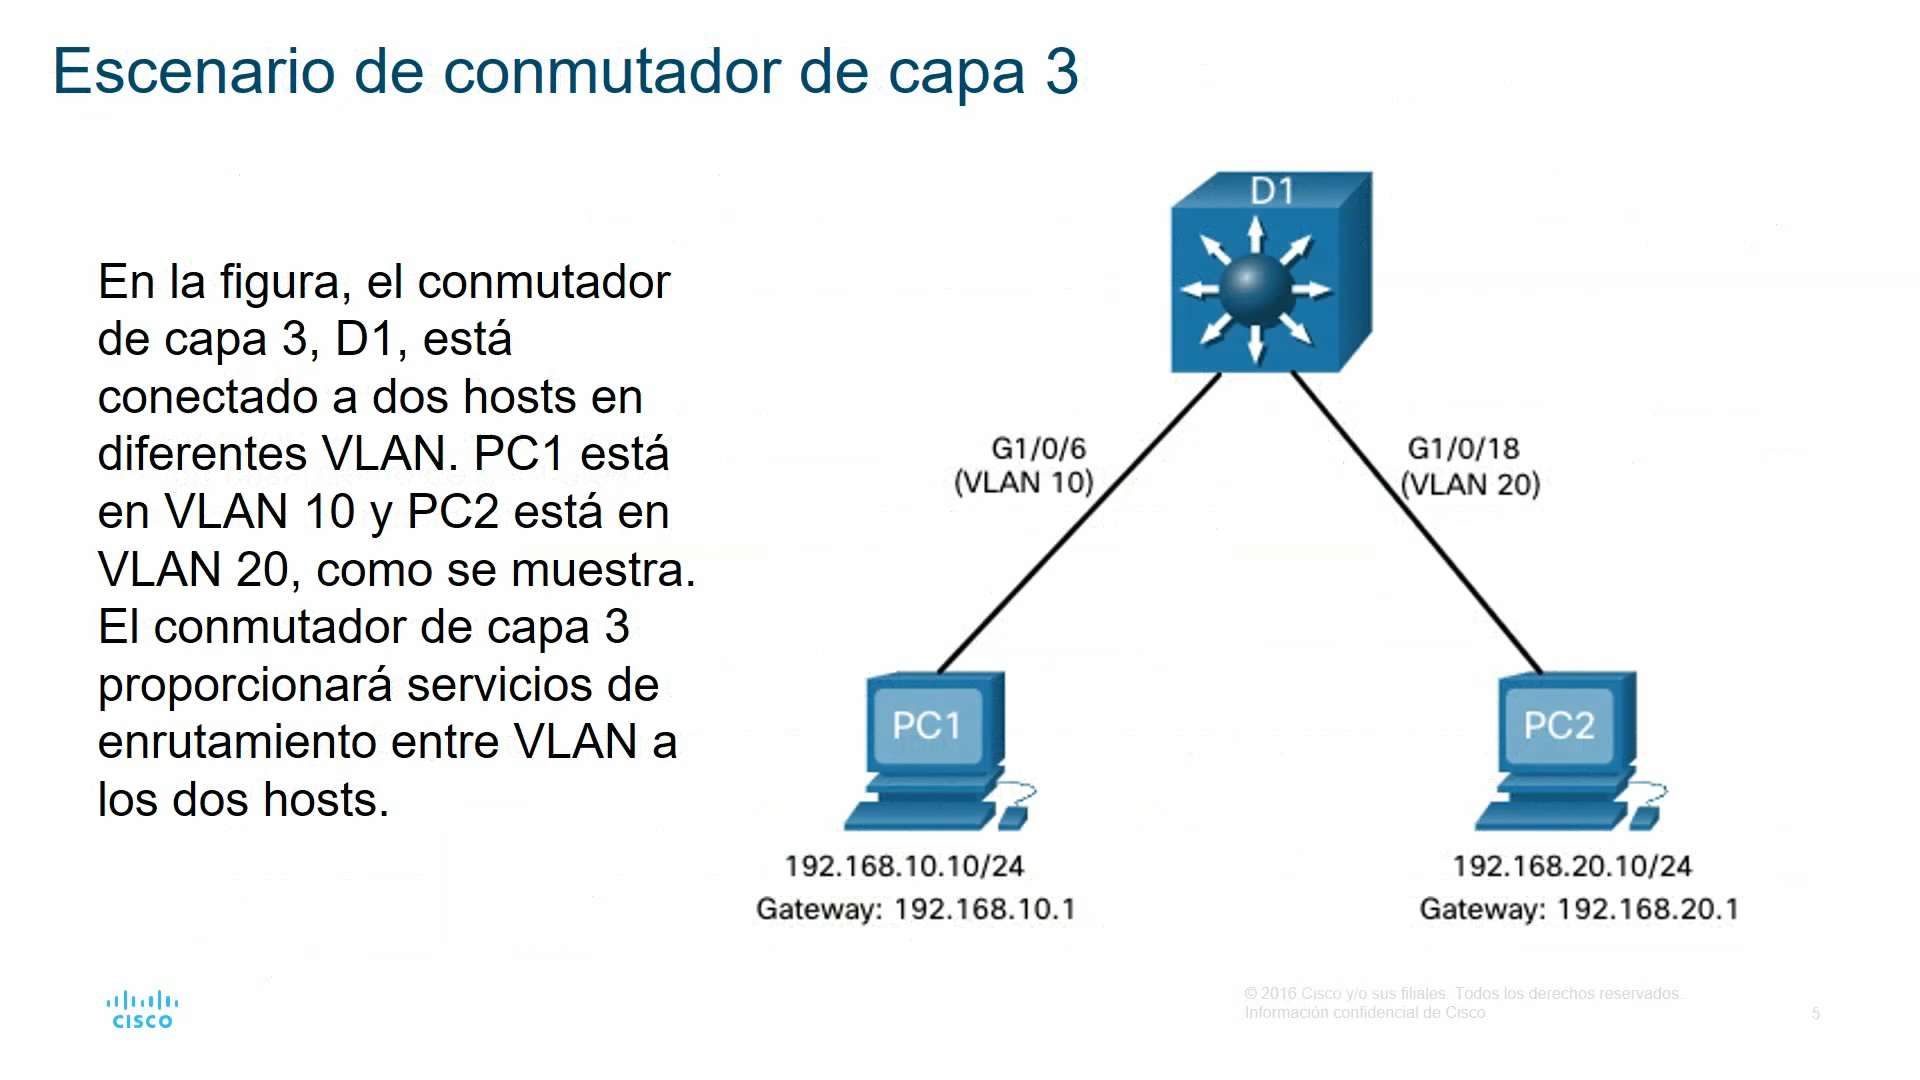 Escenario de conmutador de capa 3
En la figura, el conmutador
de capa 3, D1, está
conectado a dos hosts en
diferentes VLAN. PC1 está
en VLAN 10 y PC2 está en
VLAN 20, como se muestra.
El conmutador de capa 3
proporcionará servicios de
enrutamiento entre VLAN a
los dos hosts.
D1
G1/0/6
(VLAN 10)
G1/0/18
(VLAN 20)
PC1
PC2
192.168.10.10/24
Gateway: 192.168.10.1
192.168.20.10/24
Gateway: 192.168.20.1
CISCO
© 2016 Cisco y/o sus filiales. Todos los derechos reservados.
Información confidencial de Cisco
5